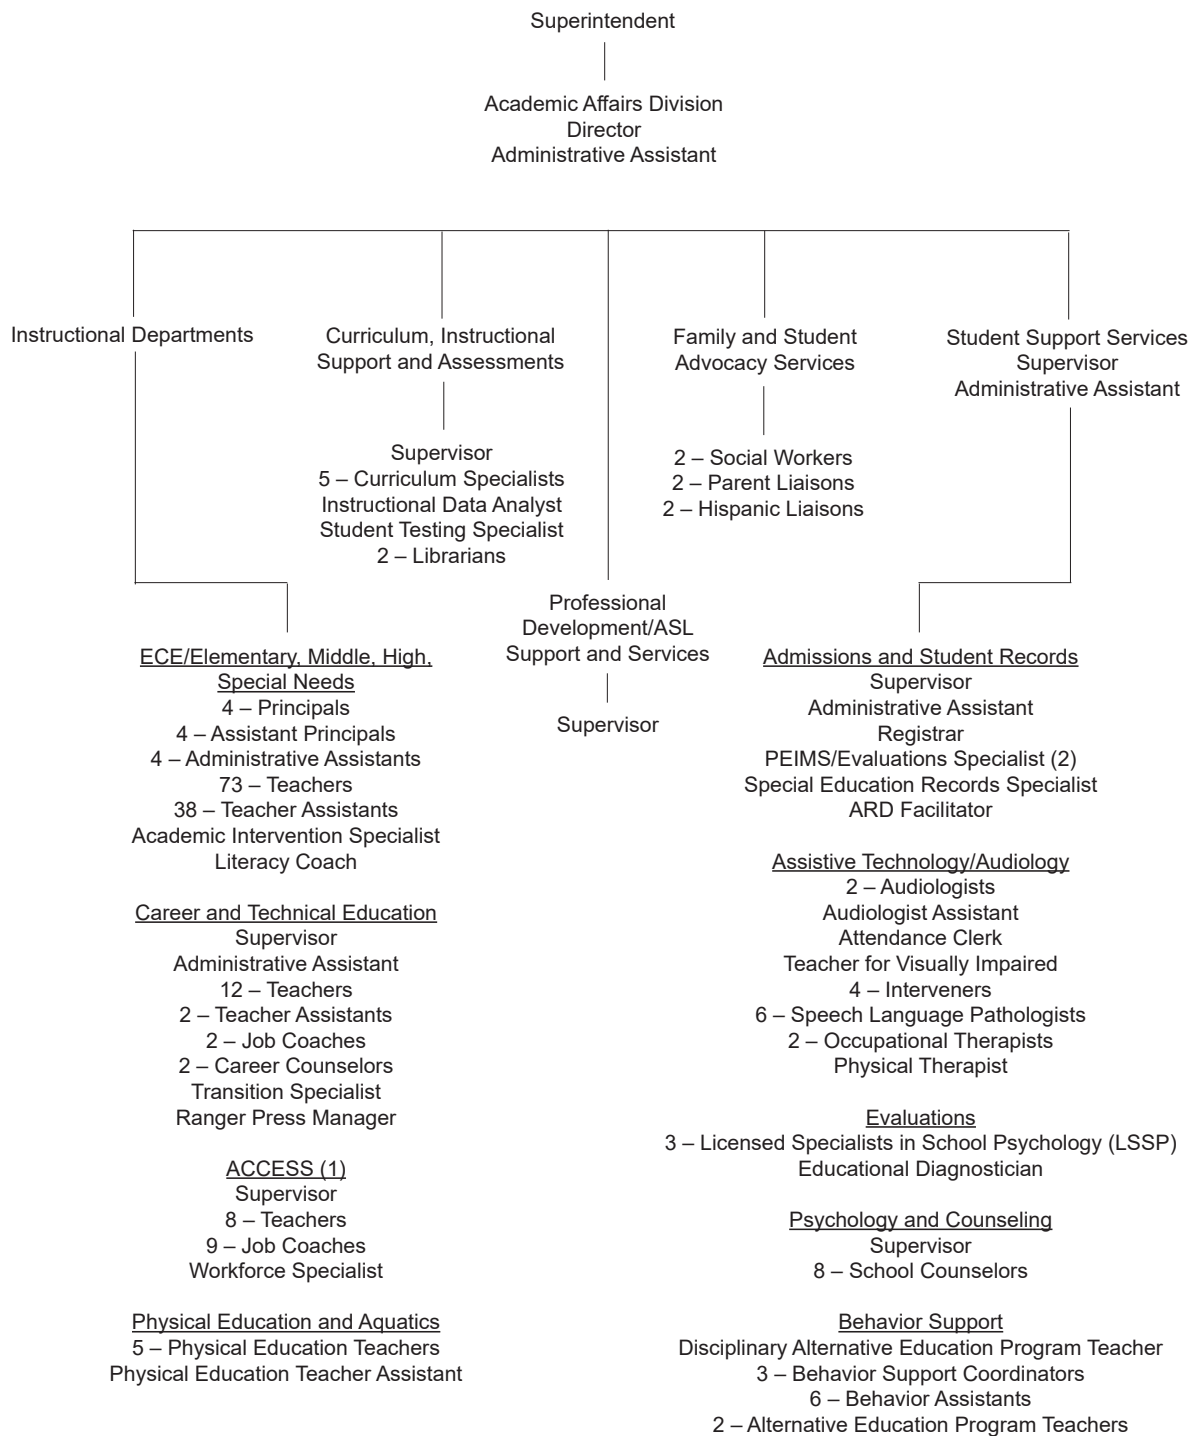 Superintendent
Academic Affairs Division
Director
Administrative Assistant
Instructional Departments
Curriculum, Instructional
Support and Assessments
Supervisor
5 – Curriculum Specialists
Instructional Data Analyst
Student Testing Specialist
2 – Librarians
Family and Student
Advocacy Services
2 – Social Workers
2 – Parent Liaisons
2 – Hispanic Liaisons
Student Support Services
Supervisor
Administrative Assistant
Professional
Development/ASL
Support and Services
Supervisor
ECE/Elementary, Middle, High,
Special Needs
4 – Principals
4 – Assistant Principals
4 – Administrative Assistants
73 – Teachers
38 – Teacher Assistants
Academic Intervention Specialist
Literacy Coach
Career and Technical Education
Supervisor
Administrative Assistant
12 – Teachers
2 – Teacher Assistants
2 – Job Coaches
2 – Career Counselors
Transition Specialist
Ranger Press Manager
ACCESS (1)
Supervisor
8 – Teachers
9 – Job Coaches
Workforce Specialist
Physical Education and Aquatics
5 – Physical Education Teachers
Physical Education Teacher Assistant
Admissions and Student Records
Supervisor
Administrative Assistant
Registrar
PEIMS/Evaluations Specialist (2)
Special Education Records Specialist
ARD Facilitator
Assistive Technology/Audiology
2 – Audiologists
Audiologist Assistant
Attendance Clerk
Teacher for Visually Impaired
4 – Interveners
6 – Speech Language Pathologists
2 – Occupational Therapists
Physical Therapist
Evaluations
3 – Licensed Specialists in School Psychology (LSSP)
Educational Diagnostician
Psychology and Counseling
Supervisor
8 – School Counselors
Behavior Support
Disciplinary Alternative Education Program Teacher
3 – Behavior Support Coordinators
6 – Behavior Assistants
2 – Alternative Education Program Teachers